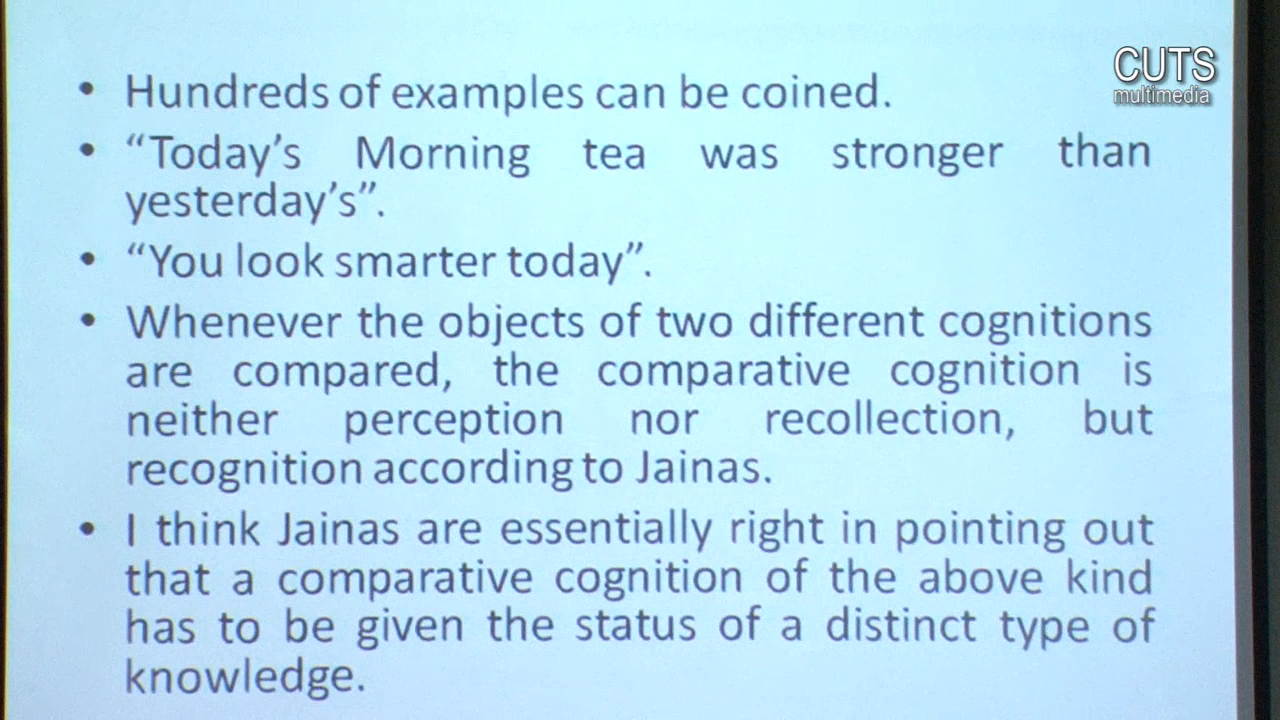 CUTS
multimedia
• Hundreds of examples can be coined.
• “Today’s Morning tea was stronger than
yesterday’s”.
• “You look smarter today”.
• Whenever the objects of two different cognitions
are compared, the comparative cognition is
neither perception nor recollection, but
recognition according to Jainas.
• I think Jainas are essentially right in pointing out
that a comparative cognition of the above kind
has to be given the status of a distinct type of
knowledge.